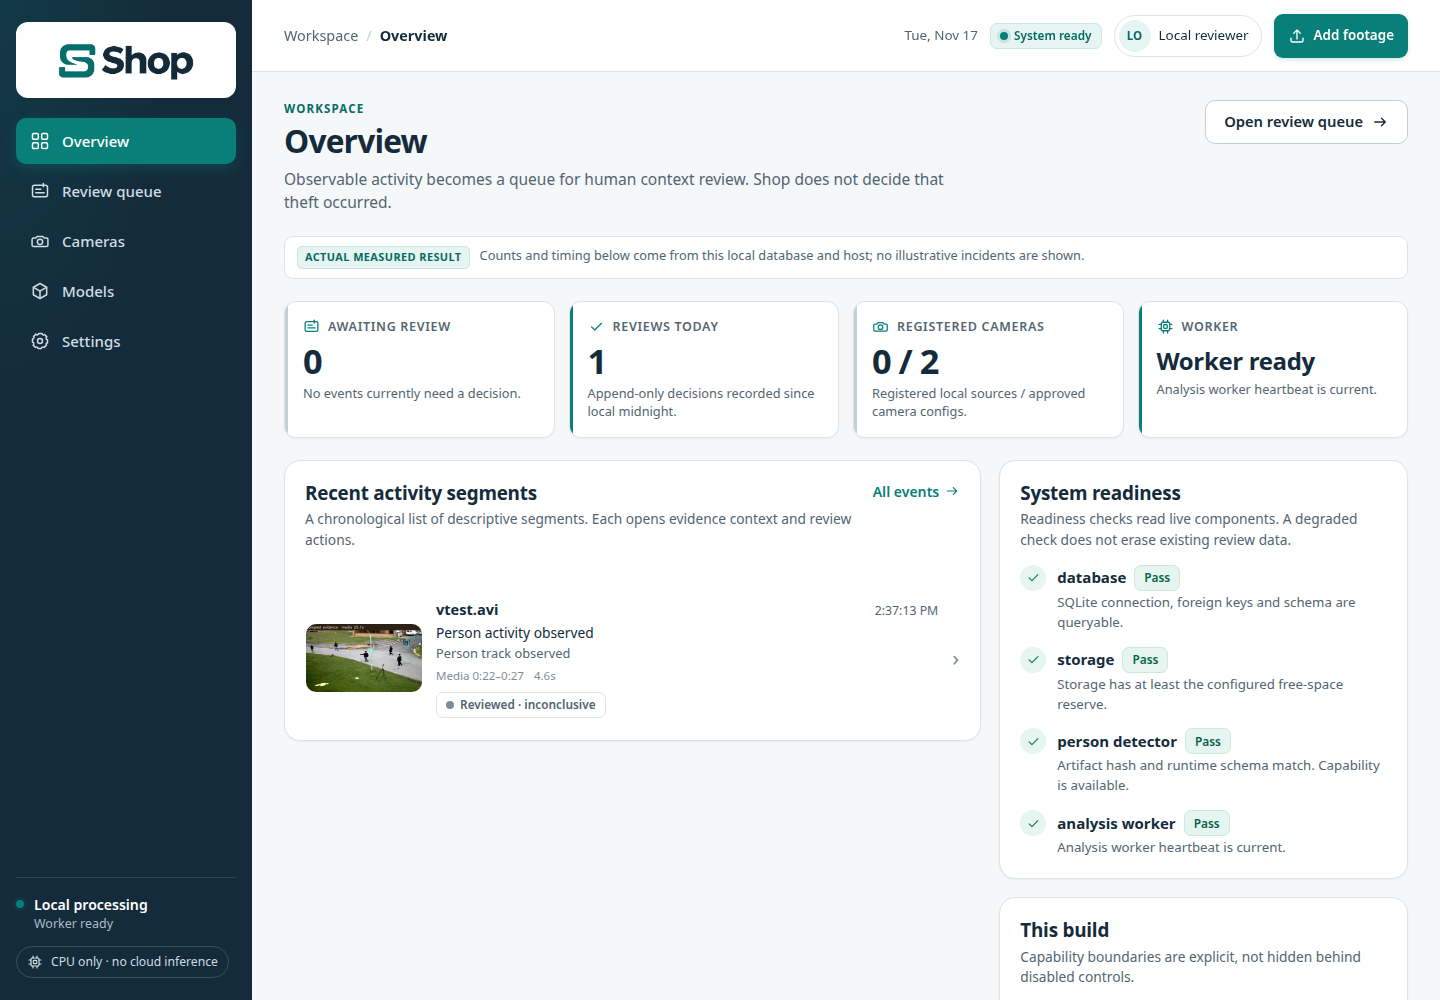 Shop
Overview
Review queue
Cameras
Models
Settings
Local processing
Worker ready
CPU only · no cloud inference
Workspace / Overview
Tue, Nov 17
System ready
LO
Local reviewer
Add footage
WORKSPACE
Overview
Observable activity becomes a queue for human context review. Shop does not decide that
theft occurred.
Open review queue →
ACTUAL MEASURED RESULT
Counts and timing below come from this local database and host; no illustrative incidents are shown.
AWAITING REVIEW
0
No events currently need a decision.
REVIEWS TODAY
1
Append-only decisions recorded since
local midnight.
REGISTERED CAMERAS
0 / 2
Registered local sources / approved
camera configs.
WORKER
Worker ready
Analysis worker heartbeat is current.
Recent activity segments
All events →
A chronological list of descriptive segments. Each opens evidence context and review
actions.
vtest.avi
2:37:13 PM
Person activity observed
Person track observed
Media 0:22–0:27 4.6s
Reviewed · inconclusive
System readiness
Readiness checks read live components. A degraded
check does not erase existing review data.
database Pass
SQLite connection, foreign keys and schema are
queryable.
storage Pass
Storage has at least the configured free-space
reserve.
person detector Pass
Artifact hash and runtime schema match. Capability
is available.
analysis worker Pass
Analysis worker heartbeat is current.
This build
Capability boundaries are explicit, not hidden behind
disabled controls.